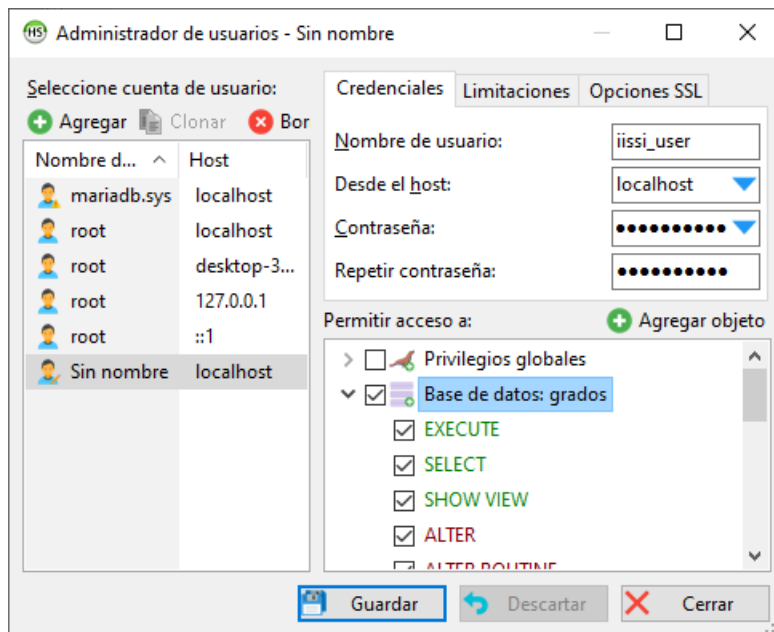 HS Administrador de usuarios - Sin nombre
Seleccione cuenta de usuario:
Agregar Clonar Bor
Nombre d... Host
mariadb.sys localhost
root localhost
root desktop-3...
root 127.0.0.1
root ::1
Sin nombre localhost
Credenciales Limitaciones Opciones SSL
Nombre de usuario: iissi_user
Desde el host: localhost
Contraseña: ●●●●●●●●●●
Repetir contraseña: ●●●●●●●●●●
Permitir acceso a: Agregar objeto
Privilegios globales
Base de datos: grados
EXECUTE
SELECT
SHOW VIEW
ALTER
ALTER ROUTINE
Guardar Descartar Cerrar